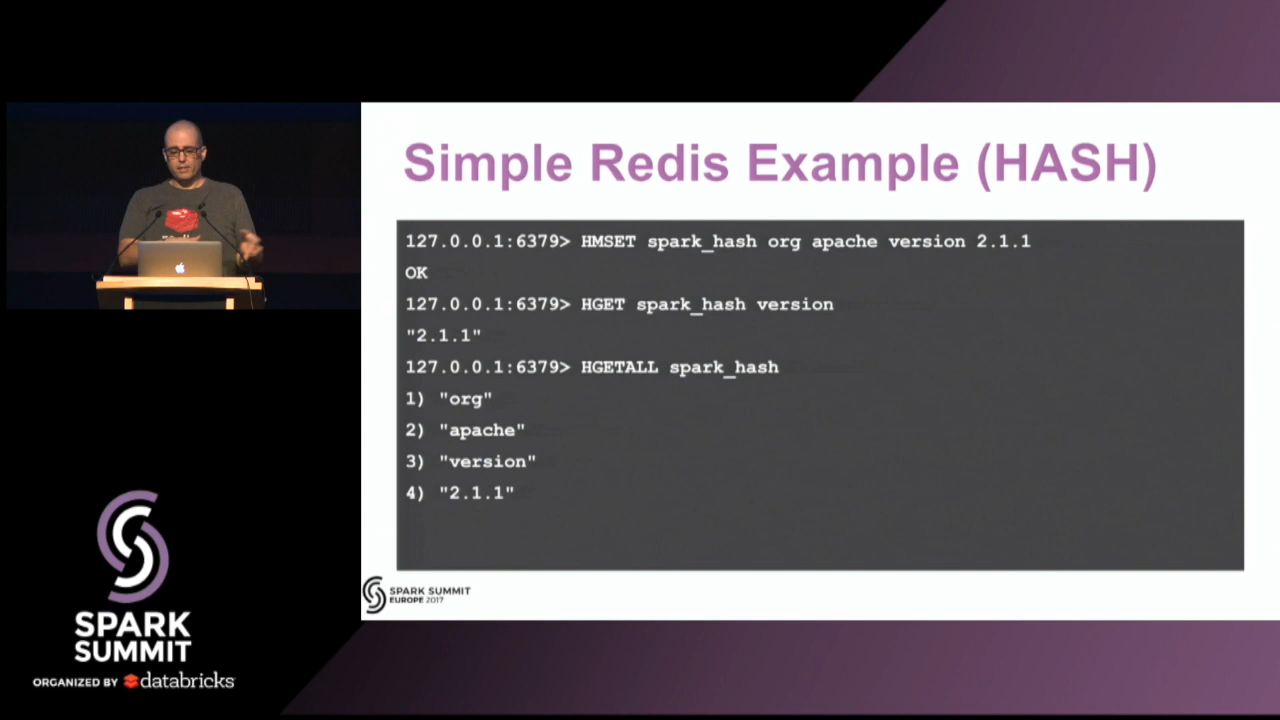 Simple Redis Example (HASH)
127.0.0.1:6379> HMSET spark_hash org apache version 2.1.1
OK
127.0.0.1:6379> HGET spark_hash version
"2.1.1"
127.0.0.1:6379> HGETALL spark_hash
1) "org"
2) "apache"
3) "version"
4) "2.1.1"
SPARK SUMMIT
EUROPE 2017
SPARK
SUMMIT
ORGANIZED BY databricks